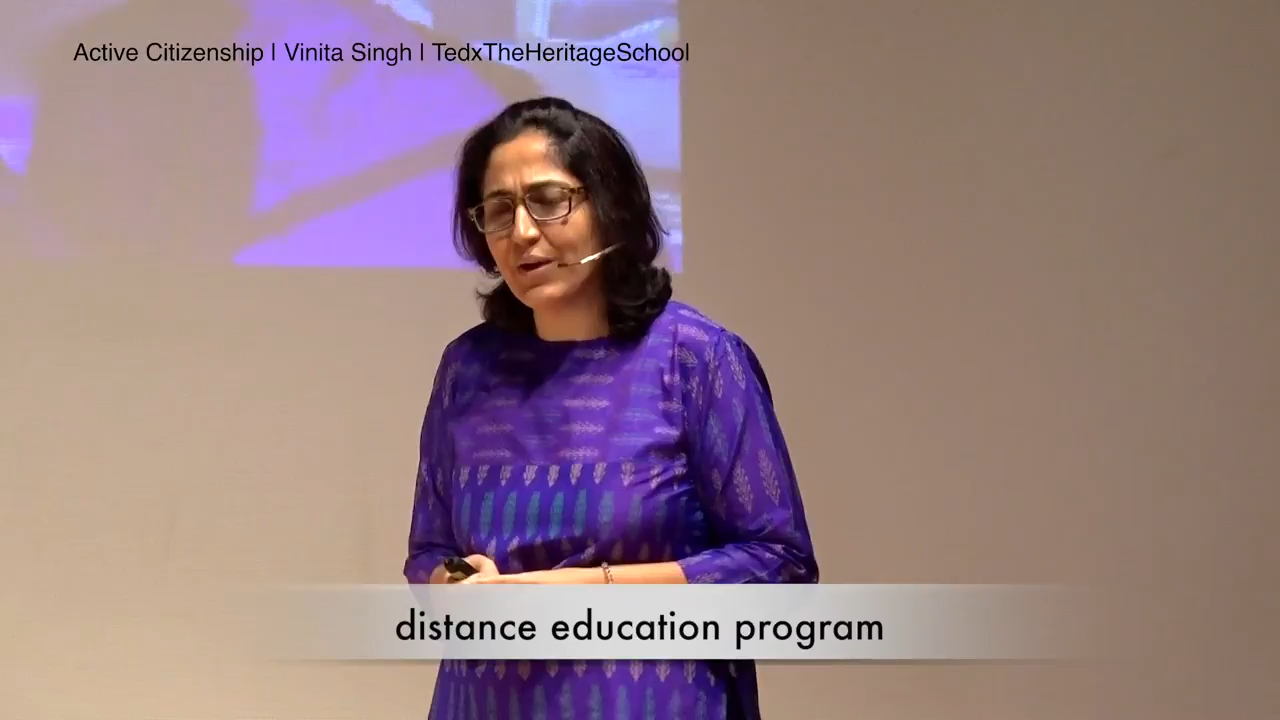 Active Citizenship | Vinita Singh | TedxTheHeritageSchool
distance education program